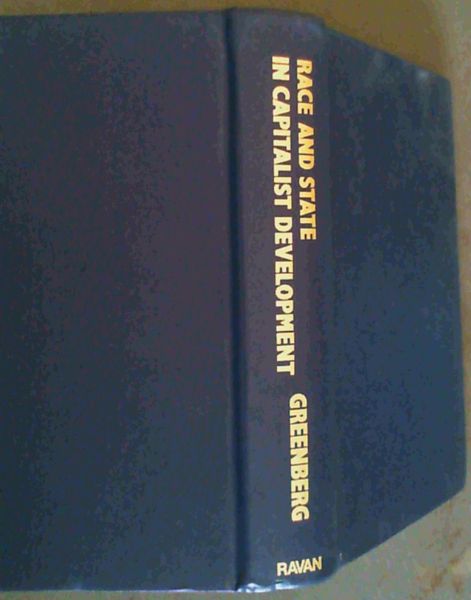 RACE AND STATE
IN CAPITALIST DEVELOPMENT GREENBERG
RAVAN